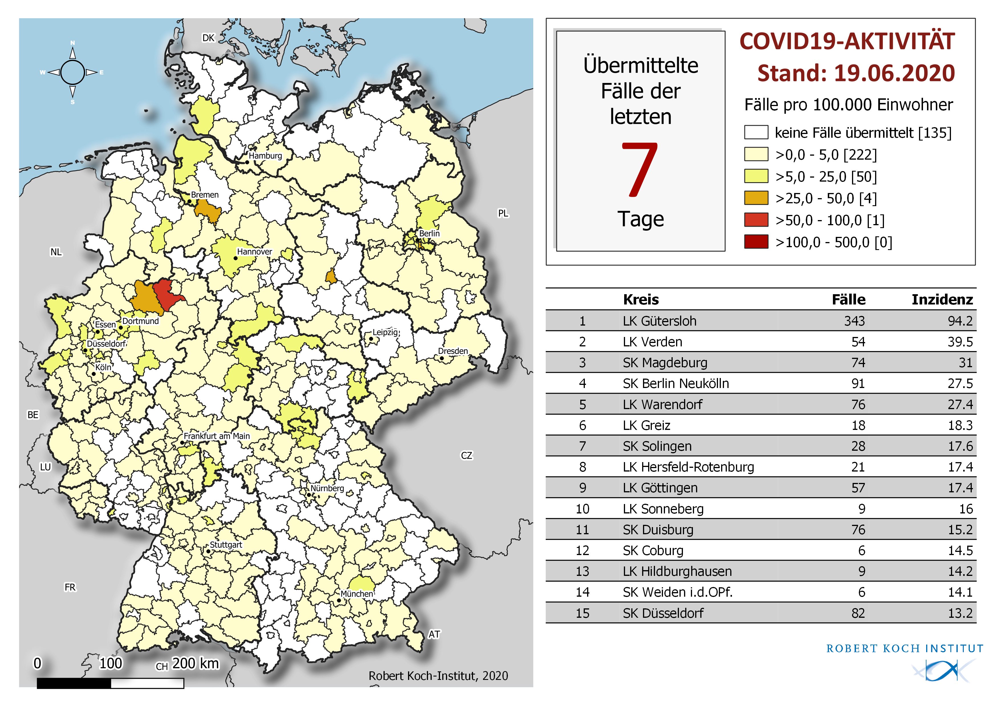 N
W
E
S
DK
Hamburg
Bremen
PL
Berlin
NL
Hannover
Essen
Dortmund
Düsseldorf
Leipzig
Dresden
Köln
BE
Frankfurt am Main
CZ
LU
Nürnberg
Stuttgart
FR
München
AT
0
100
CH
200 km
Robert Koch-Institut, 2020
Übermittelte
Fälle der
letzten
7
Tage
COVID19-AKTIVITÄT
Stand: 19.06.2020
Fälle pro 100.000 Einwohner
keine Fälle übermittelt [135]
>0,0 - 5,0 [222]
>5,0 - 25,0 [50]
>25,0 - 50,0 [4]
>50,0 - 100,0 [1]
>100,0 - 500,0 [0]
Kreis Fälle Inzidenz
1 LK Gütersloh 343 94.2
2 LK Verden 54 39.5
3 SK Magdeburg 74 31
4 SK Berlin Neukölln 91 27.5
5 LK Warendorf 76 27.4
6 LK Greiz 18 18.3
7 SK Solingen 28 17.6
8 LK Hersfeld-Rotenburg 21 17.4
9 LK Göttingen 57 17.4
10 LK Sonneberg 9 16
11 SK Duisburg 76 15.2
12 SK Coburg 6 14.5
13 LK Hildburghausen 9 14.2
14 SK Weiden i.d.OPf. 6 14.1
15 SK Düsseldorf 82 13.2
ROBERT KOCH INSTITUT